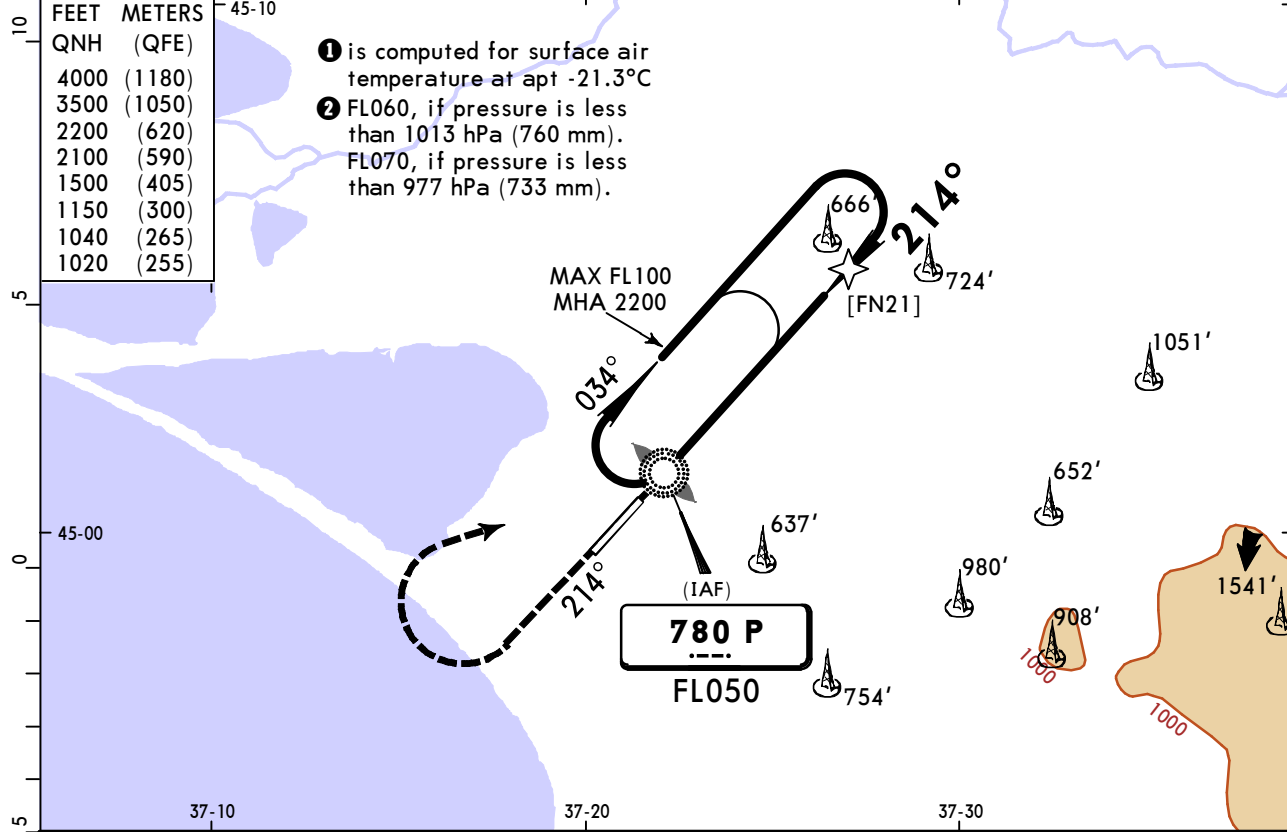 FEET METERS
QNH (QFE)
4000 (1180)
3500 (1050)
2200 (620)
2100 (590)
1500 (405)
1150 (300)
1040 (265)
1020 (255)
45-10
❶ is computed for surface air
temperature at apt -21.3°C
❷ FL060, if pressure is less
than 1013 hPa (760 mm).
FL070, if pressure is less
than 977 hPa (733 mm).
10
5
0
5
666'
214°
724'
[FN21]
MAX FL100
MHA 2200
034°
1051'
652'
637'
45-00
214°
(IAF)
780 P
FL050
754'
980'
908'
1000
1541'
1000
37-10
37-20
37-30